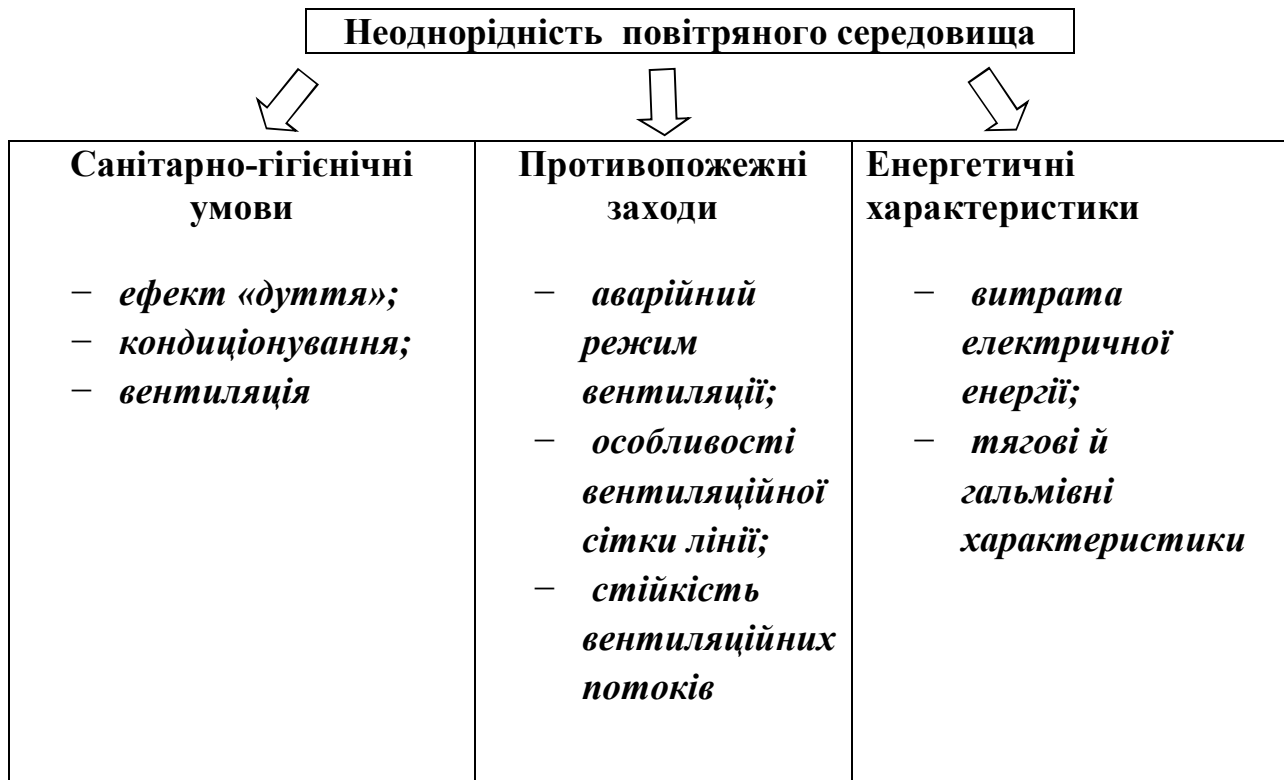 Неоднорідність повітряного середовища
Санітарно-гігієнічні
умови
− ефект «дуття»;
− кондиціонування;
− вентиляція
Противопожежні
заходи
− аварійний
режим
вентиляції;
− особливості
вентиляційної
сітки лінії;
− стійкість
вентиляційних
потоків
Енергетичні
характеристики
− витрата
електричної
енергії;
− тягові й
гальмівні
характеристики